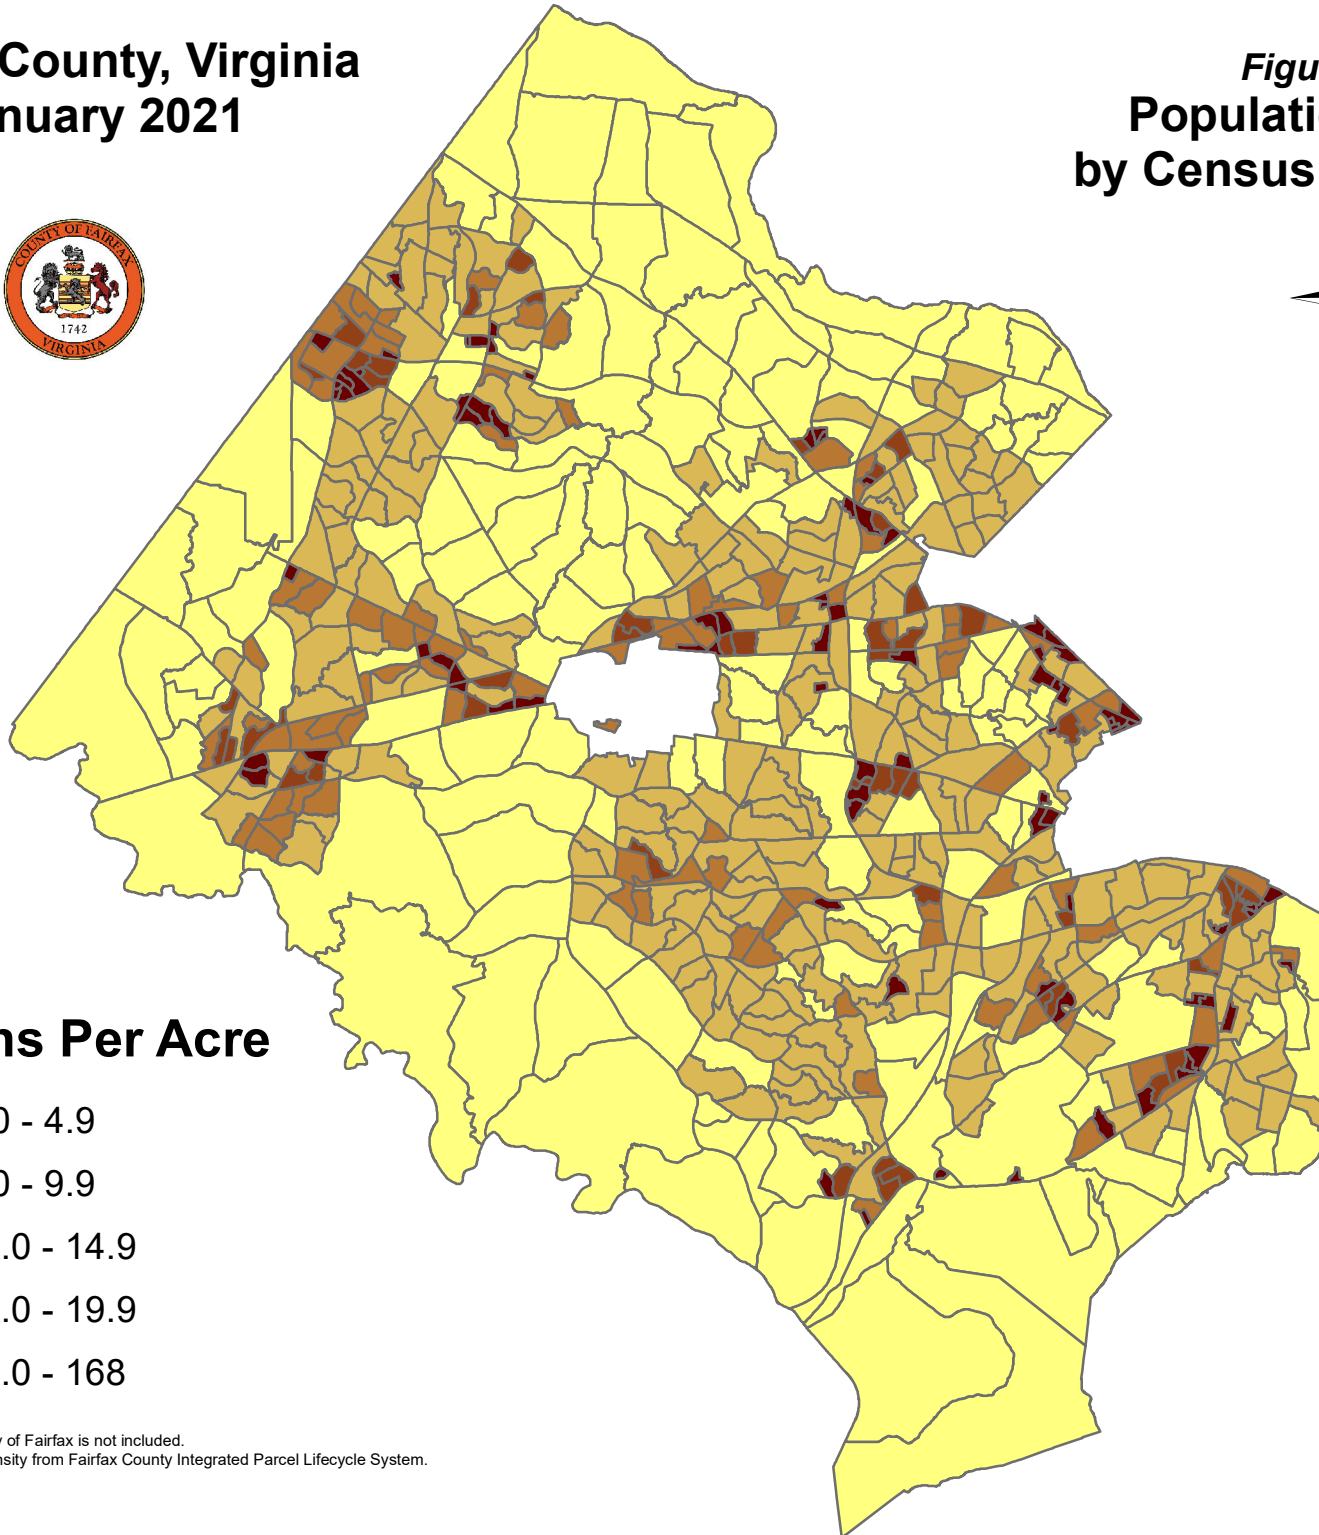 County, Virginia
nuary 2021
Figu
Populati
by Census
COUNTY OF FAIRFAX
1742
VIRGINIA
ns Per Acre
0 - 4.9
0 - 9.9
.0 - 14.9
.0 - 19.9
.0 - 168
y of Fairfax is not included.
nsity from Fairfax County Integrated Parcel Lifecycle System.